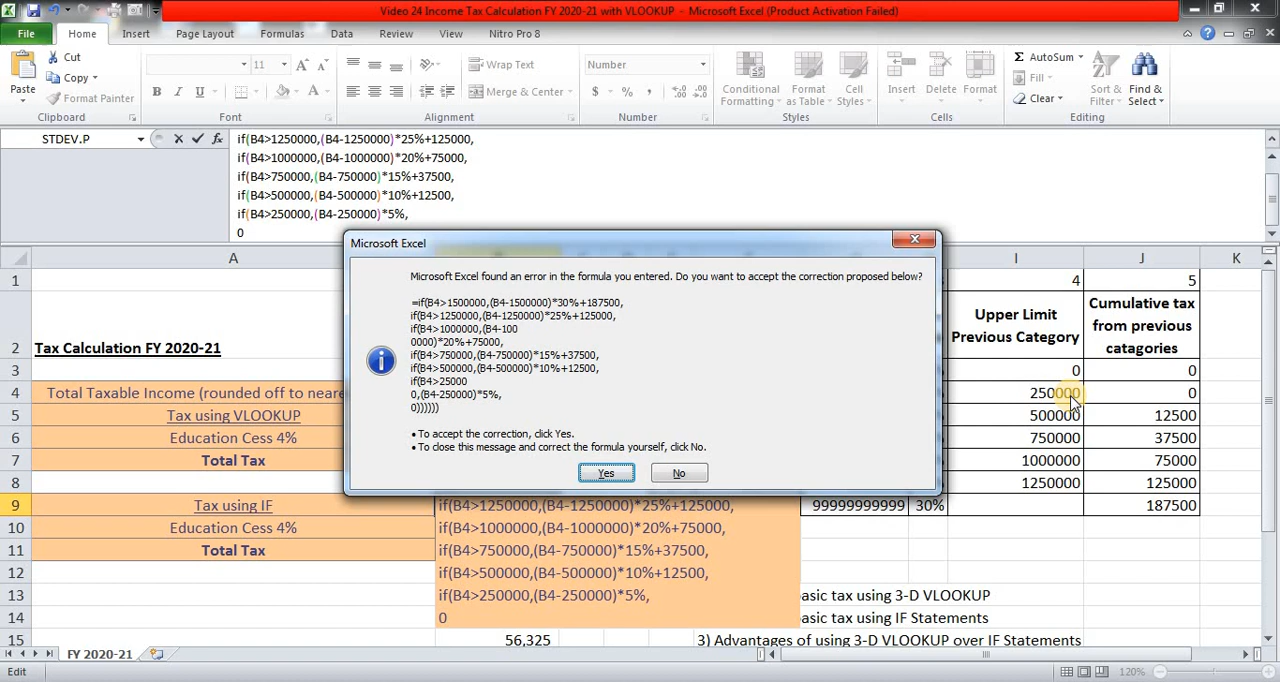 Video 24 Income Tax Calculation FY 2020-21 with VLOOKUP - Microsoft Excel (Product Activation Failed)
File Home Insert Page Layout Formulas Data Review View Nitro Pro 8
Cut
Copy
Format Painter
Paste
Clipboard
11
B I U
Font
Wrap Text
Merge & Center
Alignment
Number
$ % ,
Number
Conditional Formatting
Format as Table
Cell Styles
Styles
Insert Delete Format
Cells
AutoSum
Fill
Clear
Sort & Filter
Find & Select
Editing
STDEV.P
fx
if(B4>1250000,(B4-1250000)*25%+125000,
if(B4>1000000,(B4-1000000)*20%+75000,
if(B4>750000,(B4-750000)*15%+37500,
if(B4>500000,(B4-500000)*10%+12500,
if(B4>250000,(B4-250000)*5%,
0
Microsoft Excel
Microsoft Excel found an error in the formula you entered. Do you want to accept the correction proposed below?
=if(B4>1500000,(B4-1500000)*30%+187500,
if(B4>1250000,(B4-1250000)*25%+125000,
if(B4>1000000,(B4-100
0000)*20%+75000,
if(B4>750000,(B4-750000)*15%+37500,
if(B4>500000,(B4-500000)*10%+12500,
if(B4>25000
0,(B4-250000)*5%,
0))))))
• To accept the correction, click Yes.
• To close this message and correct the formula yourself, click No.
Yes No
A I J K
1 4 5
2 Tax Calculation FY 2020-21 Upper Limit Previous Category Cumulative tax from previous catagories
3 0 0
4 Total Taxable Income (rounded off to neare 250000 0
5 Tax using VLOOKUP 500000 12500
6 Education Cess 4% 750000 37500
7 Total Tax 1000000 75000
8 1250000 125000
9 Tax using IF if(B4>1250000,(B4-1250000)*25%+125000, 99999999999 30% 187500
10 Education Cess 4% if(B4>1000000,(B4-1000000)*20%+75000,
11 Total Tax if(B4>750000,(B4-750000)*15%+37500,
12 if(B4>500000,(B4-500000)*10%+12500,
13 if(B4>250000,(B4-250000)*5%, basic tax using 3-D VLOOKUP
14 0 basic tax using IF Statements
15 56,325 3) Advantages of using 3-D VLOOKUP over IF Statements
FY 2020-21
Edit 120%